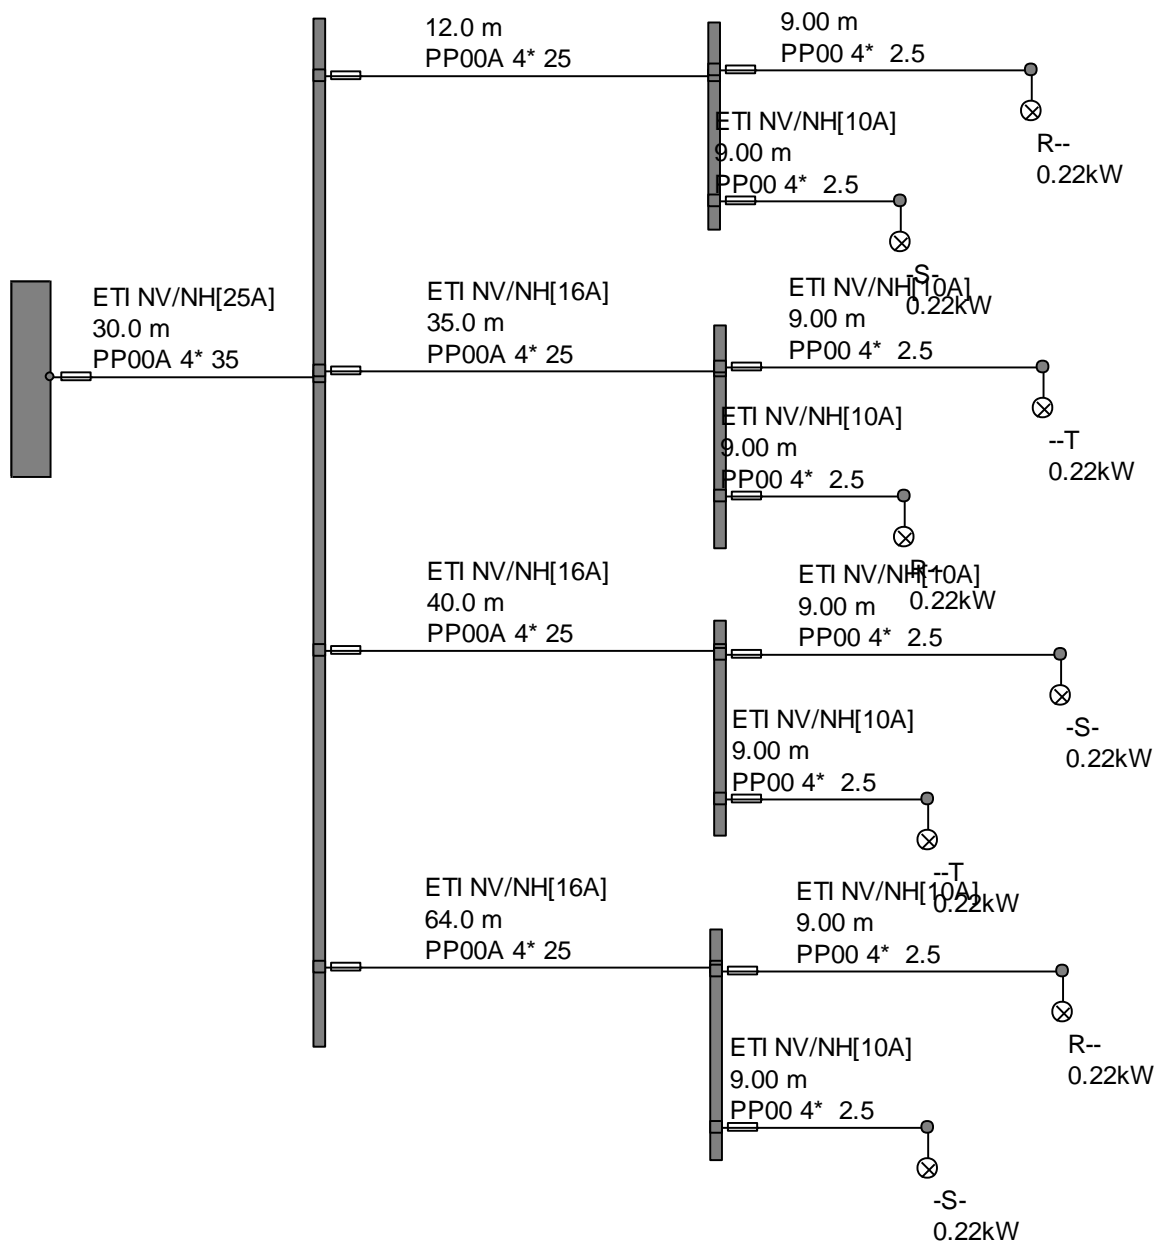 12.0 m
PP00A 4* 25
9.00 m
PP00 4* 2.5
R--
0.22kW
ETI NV/NH[10A]
9.00 m
PP00 4* 2.5
-S-
0.22kW
ETI NV/NH[25A]
30.0 m
PP00A 4* 35
ETI NV/NH[16A]
35.0 m
PP00A 4* 25
ETI NV/NH[10A]
9.00 m
PP00 4* 2.5
--T
0.22kW
ETI NV/NH[10A]
9.00 m
PP00 4* 2.5
R--
0.22kW
ETI NV/NH[16A]
40.0 m
PP00A 4* 25
ETI NV/NH[10A]
9.00 m
PP00 4* 2.5
-S-
0.22kW
ETI NV/NH[10A]
9.00 m
PP00 4* 2.5
--T
0.22kW
ETI NV/NH[16A]
64.0 m
PP00A 4* 25
ETI NV/NH[10A]
9.00 m
PP00 4* 2.5
R--
0.22kW
ETI NV/NH[10A]
9.00 m
PP00 4* 2.5
-S-
0.22kW